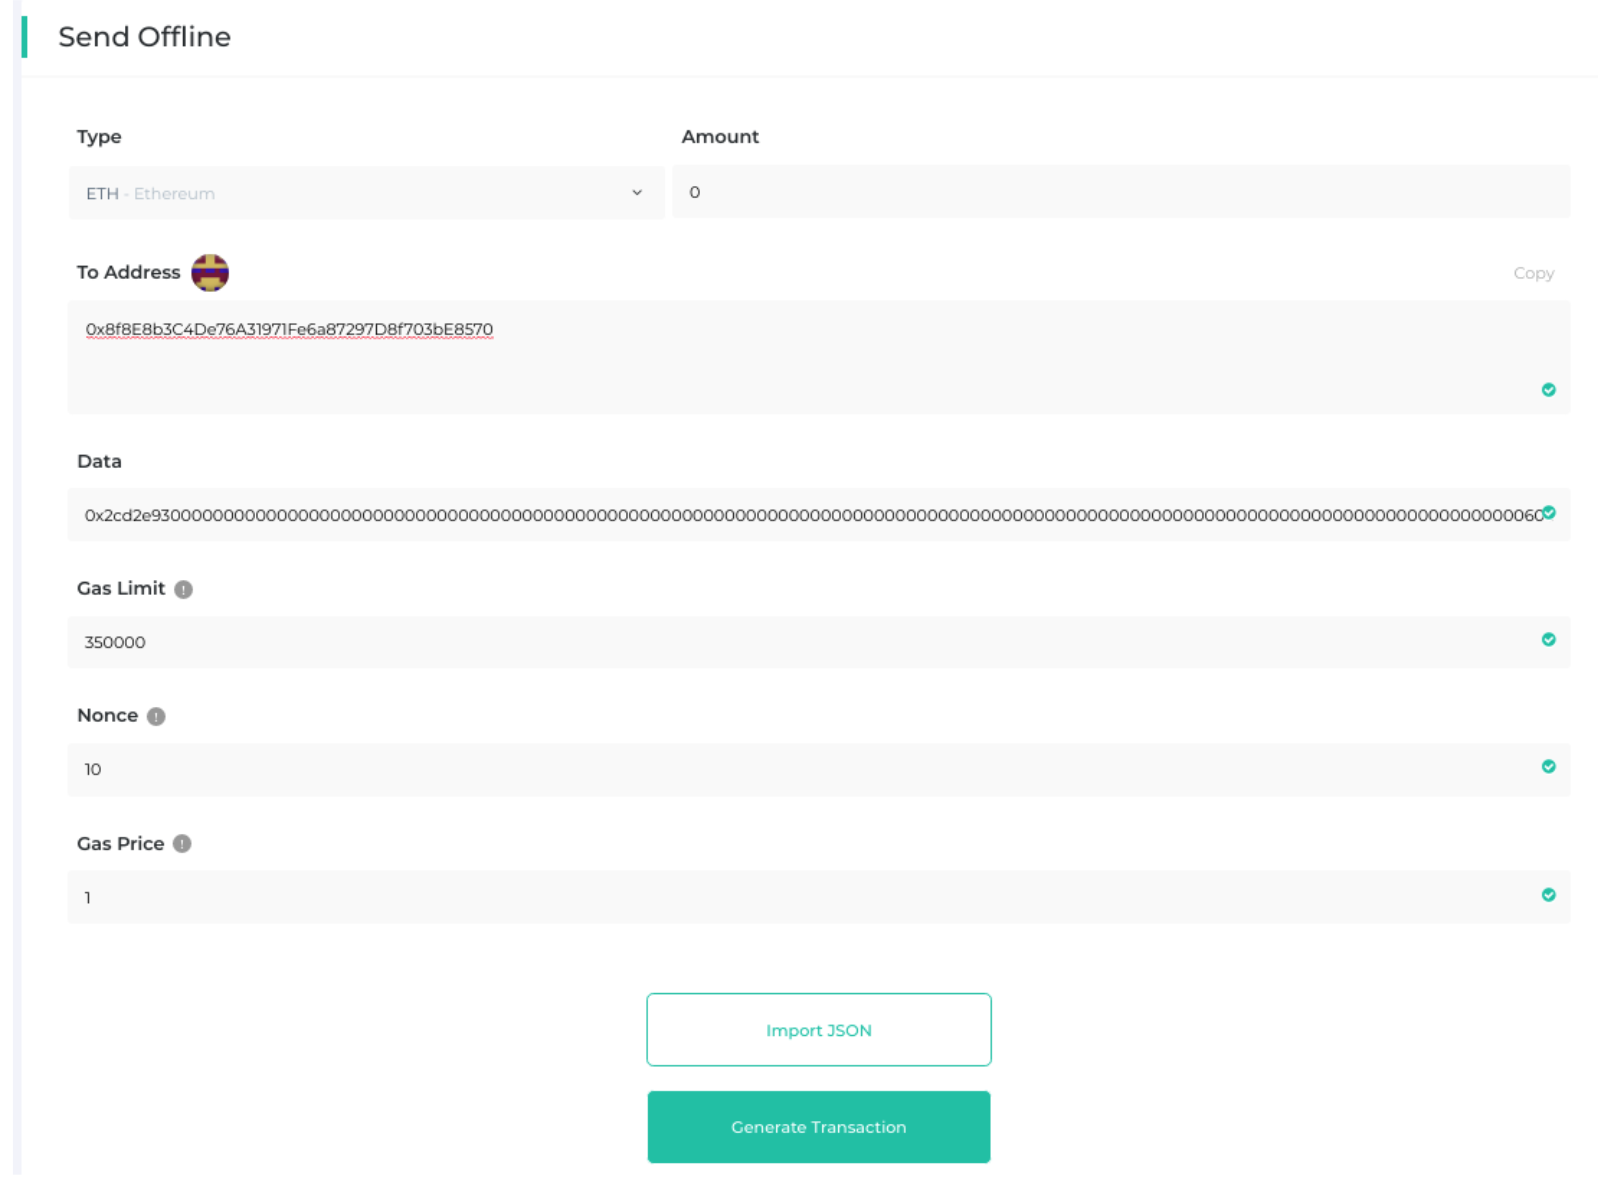 Send Offline
Type
Amount
ETH - Ethereum
0
To Address
Copy
0x8f8E8b3C4De76A31971Fe6a87297D8f703bE8570
Data
Gas Limit
350000
Nonce
10
Gas Price
1
Import JSON
Generate Transaction